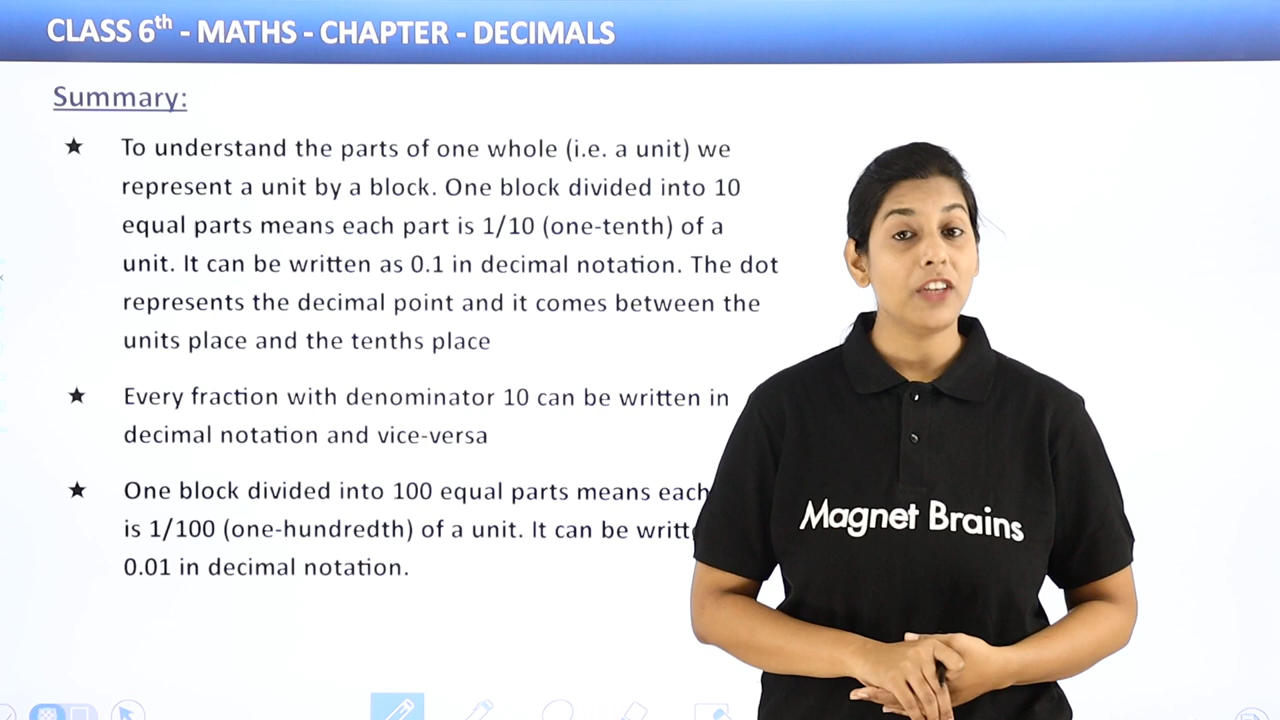 CLASS 6th - MATHS - CHAPTER - DECIMALS
Summary:
★ To understand the parts of one whole (i.e. a unit) we
represent a unit by a block. One block divided into 10
equal parts means each part is 1/10 (one-tenth) of a
unit. It can be written as 0.1 in decimal notation. The dot
represents the decimal point and it comes between the
units place and the tenths place
★ Every fraction with denominator 10 can be written in
decimal notation and vice-versa
★ One block divided into 100 equal parts means each
is 1/100 (one-hundredth) of a unit. It can be
0.01 in decimal notation.
Magnet Brains